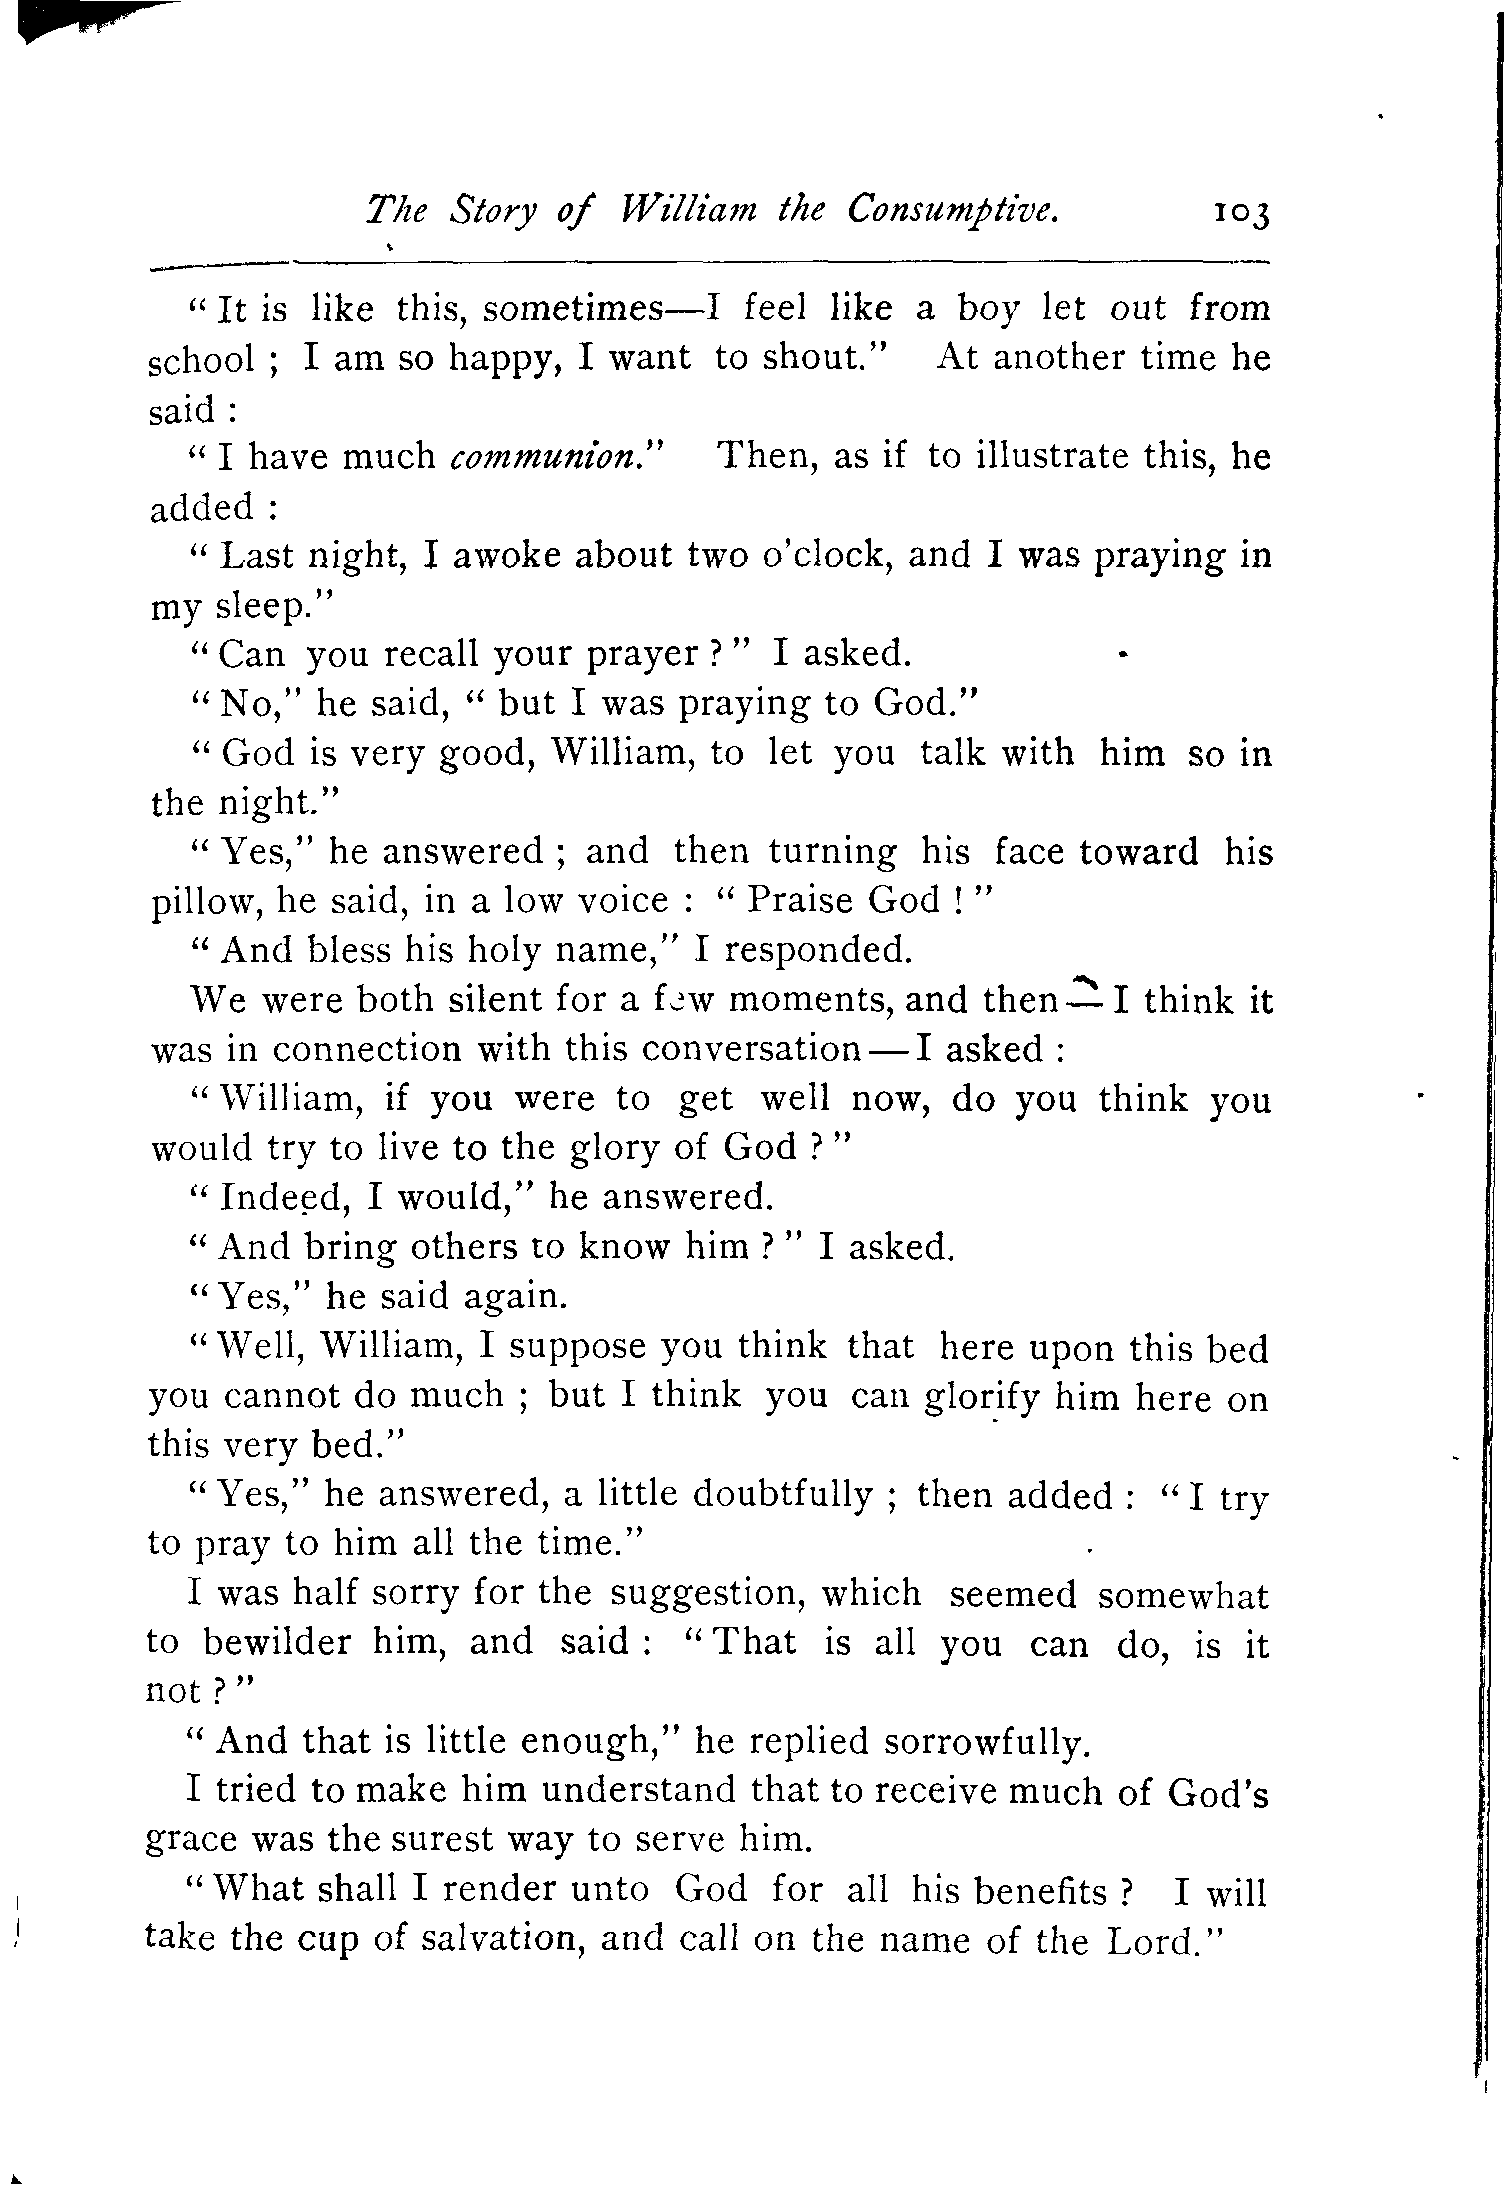 The Story of William the Consumptive. 103
" It is like this, sometimes—I feel like a boy let out from
school ; I am so happy, I want to shout." At another time he
said :
" I have much communion." Then, as if to illustrate this, he
added :
" Last night, I awoke about two o'clock, and I was praying in
my sleep."
" Can you recall your prayer ? " I asked.
" No," he said, " but I was praying to God."
" God is very good, William, to let you talk with him so in
the night."
" Yes," he answered ; and then turning his face toward his
pillow, he said, in a low voice : " Praise God ! "
" And bless his holy name," I responded.
We were both silent for a few moments, and then — I think it
was in connection with this conversation — I asked :
" William, if you were to get well now, do you think you
would try to live to the glory of God ? "
" Indeed, I would," he answered.
" And bring others to know him ? " I asked.
" Yes," he said again.
" Well, William, I suppose you think that here upon this bed
you cannot do much ; but I think you can glorify him here on
this very bed."
" Yes," he answered, a little doubtfully ; then added : " I try
to pray to him all the time."
I was half sorry for the suggestion, which seemed somewhat
to bewilder him, and said : " That is all you can do, is it
not ? "
" And that is little enough," he replied sorrowfully.
I tried to make him understand that to receive much of God's
grace was the surest way to serve him.
" What shall I render unto God for all his benefits ? I will
take the cup of salvation, and call on the name of the Lord."